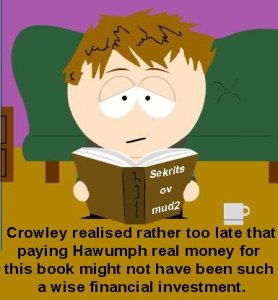 Sekrits
ov
mud2
Crowley realised rather too late that
paying Hawumph real money for
this book might not have been such
a wise financial investment.